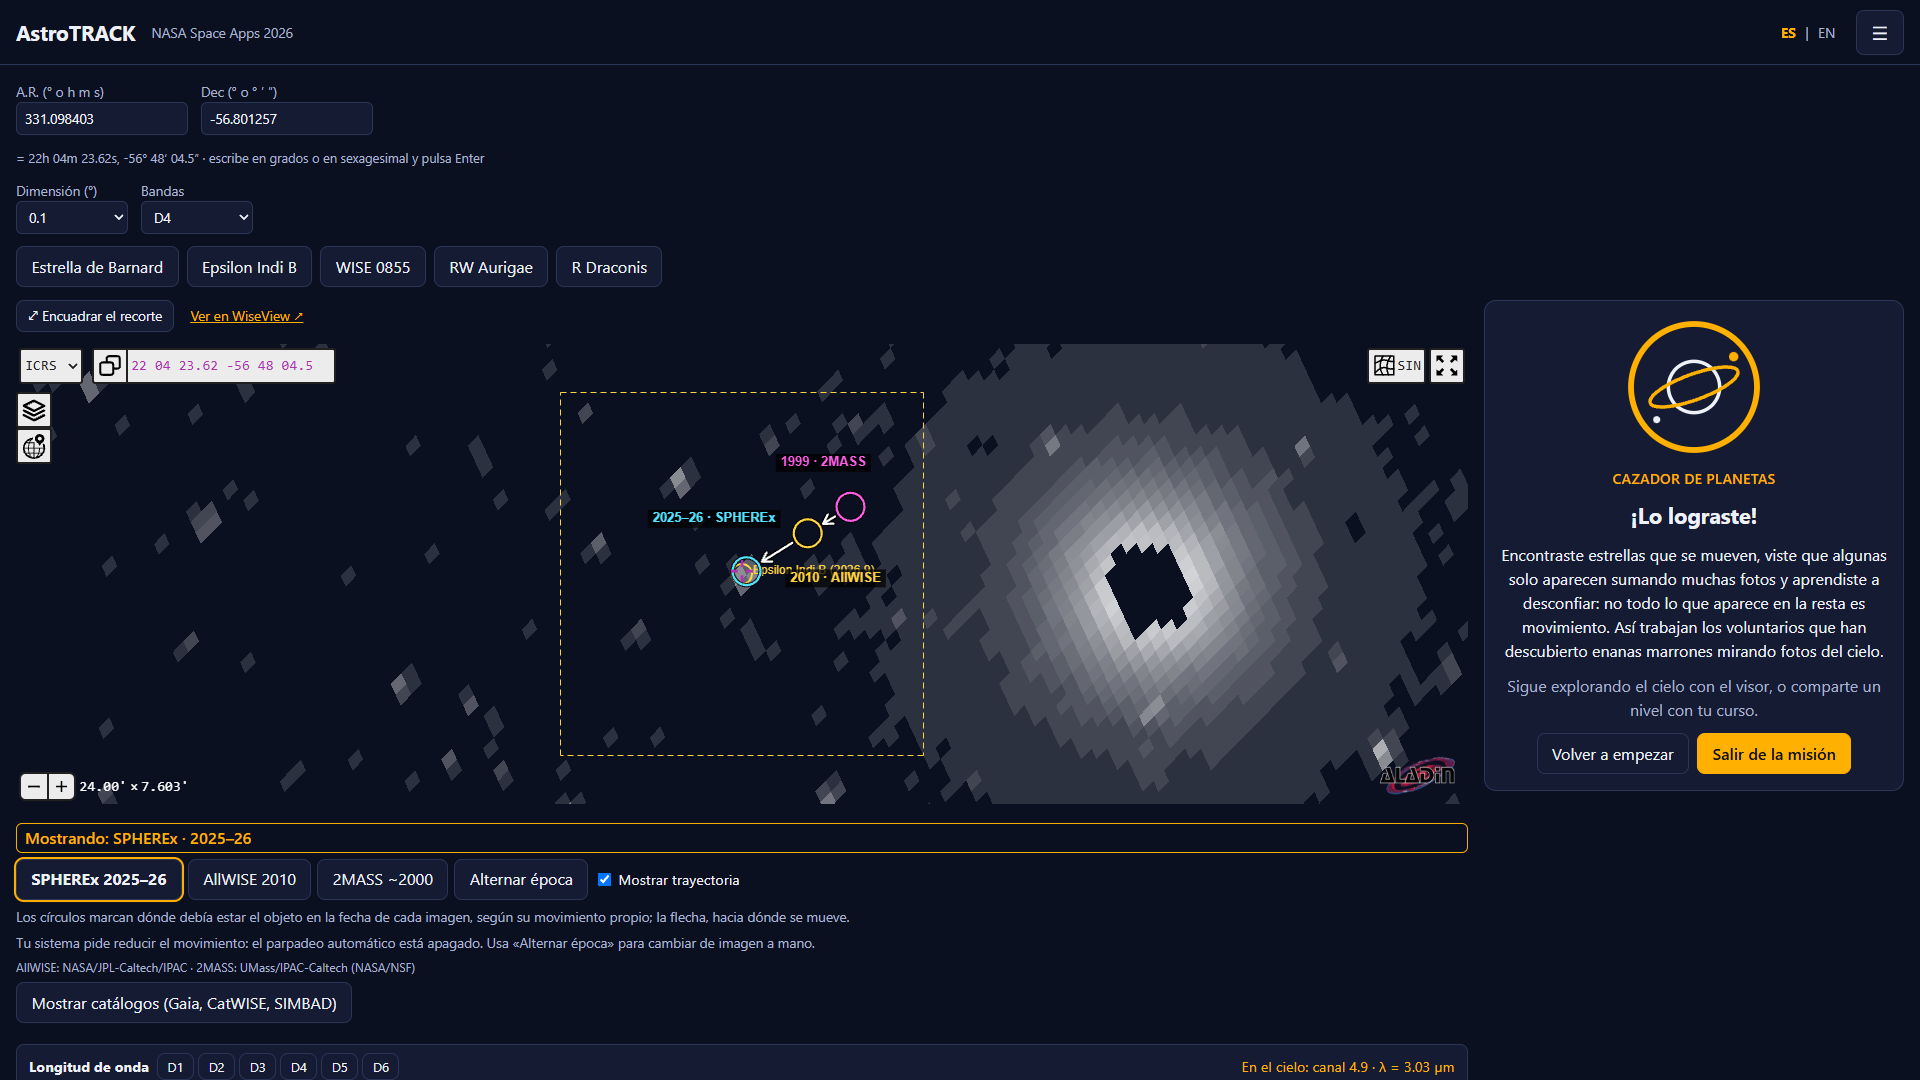 AstroTRACK NASA Space Apps 2026
ES | EN
A.R. (° o h m s) Dec (° o ° ′ ″)
331.098403 -56.801257
= 22h 04m 23.62s, -56° 48′ 04.5″ · escribe en grados o en sexagesimal y pulsa Enter
Dimensión (°) Bandas
0.1 D4
Estrella de Barnard Epsilon Indi B WISE 0855 RW Aurigae R Draconis
⤢ Encuadrar el recorte Ver en WiseView ↗
ICRS 22 04 23.62 -56 48 04.5 SIN
1999 · 2MASS
2025–26 · SPHEREx
Epsilon Indi B (2026.9)
2010 · AllWISE
24.00' x 7.603'
ALADIN
CAZADOR DE PLANETAS
¡Lo lograste!
Encontraste estrellas que se mueven, viste que algunas
solo aparecen sumando muchas fotos y aprendiste a
desconfiar: no todo lo que aparece en la resta es
movimiento. Así trabajan los voluntarios que han
descubierto enanas marrones mirando fotos del cielo.
Sigue explorando el cielo con el visor, o comparte un
nivel con tu curso.
Volver a empezar Salir de la misión
Mostrando: SPHEREx · 2025–26
SPHEREx 2025–26 AllWISE 2010 2MASS ~2000 Alternar época Mostrar trayectoria
Los círculos marcan dónde debía estar el objeto en la fecha de cada imagen, según su movimiento propio; la flecha, hacia dónde se mueve.
Tu sistema pide reducir el movimiento: el parpadeo automático está apagado. Usa «Alternar época» para cambiar de imagen a mano.
AllWISE: NASA/JPL-Caltech/IPAC · 2MASS: UMass/IPAC-Caltech (NASA/NSF)
Mostrar catálogos (Gaia, CatWISE, SIMBAD)
Longitud de onda D1 D2 D3 D4 D5 D6 En el cielo: canal 4.9 · λ = 3.03 µm